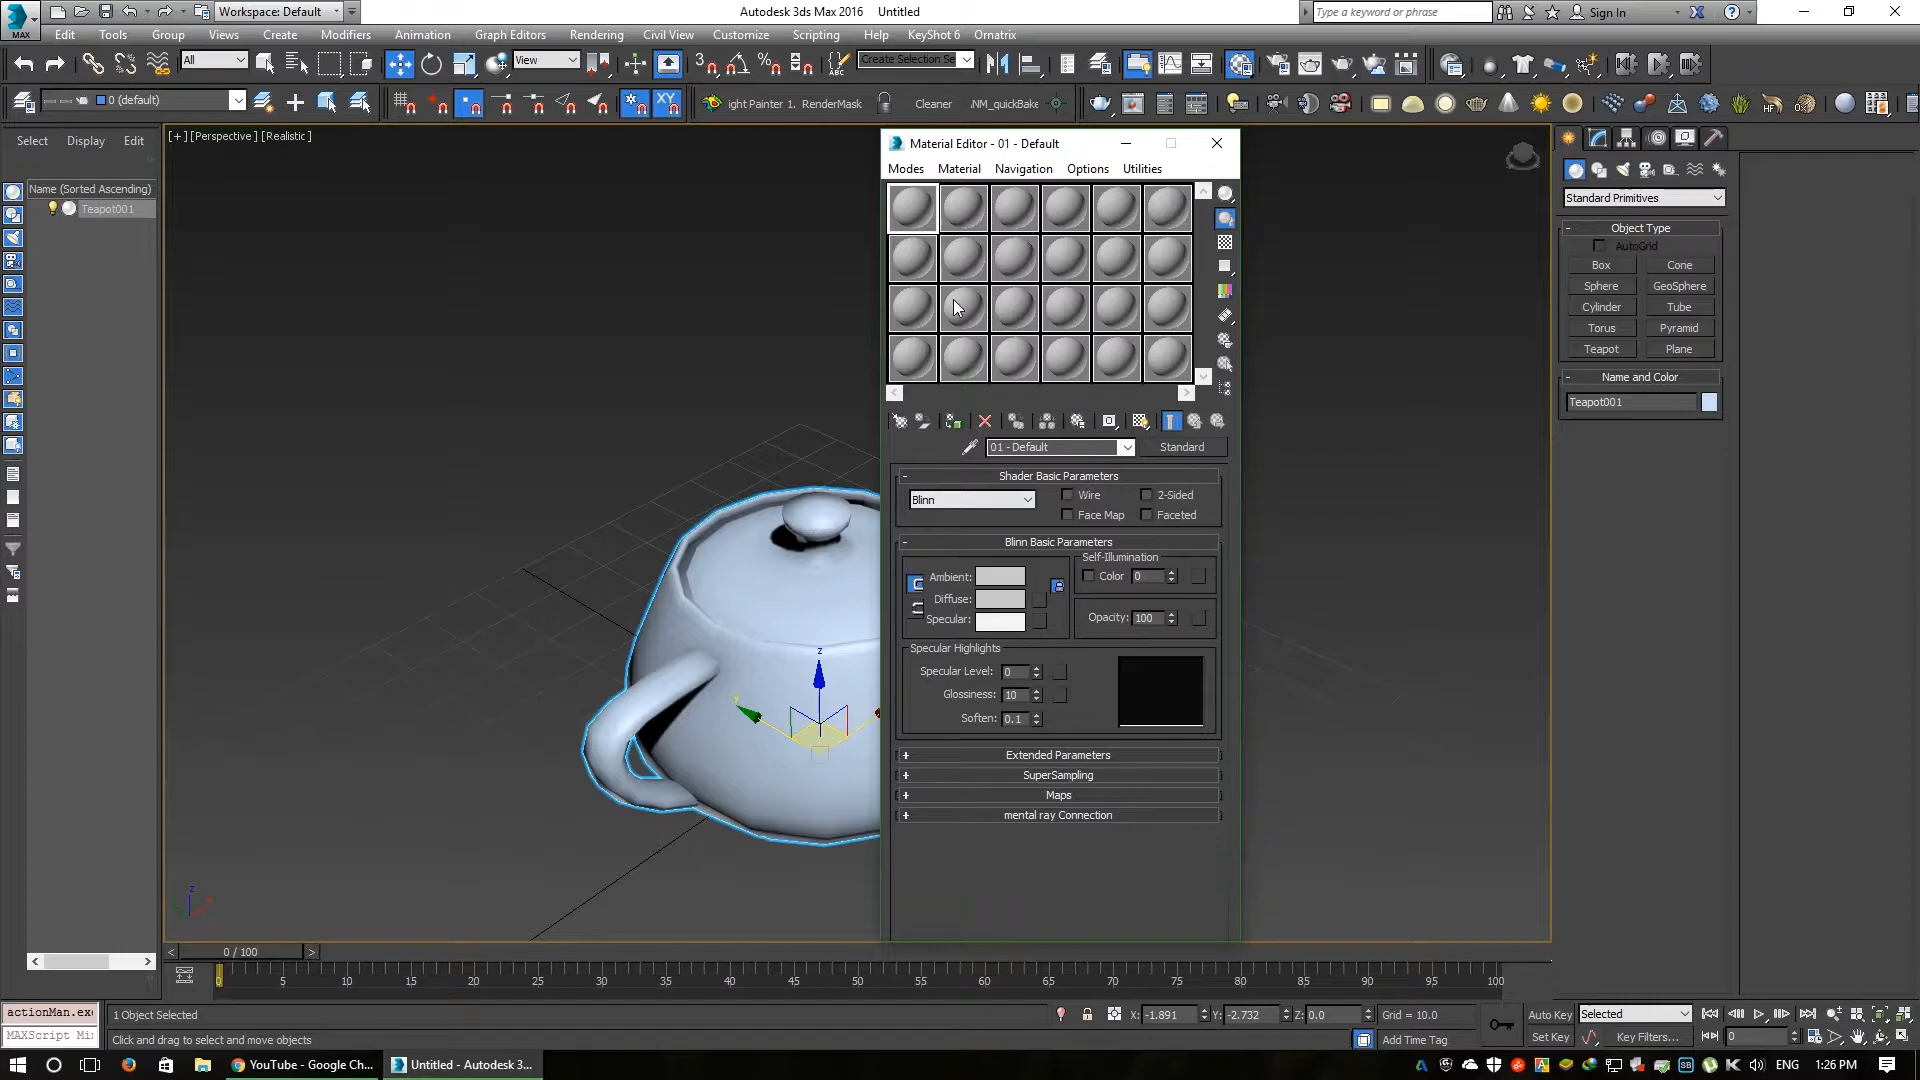 Workspace: Default
Autodesk 3ds Max 2016    Untitled
Type a keyword or phrase
Sign In
MAX
Edit Tools Group Views Create Modifiers Animation Graph Editors Rendering Civil View Customize Scripting Help KeyShot 6 Ornatrix
All
View
3
ABC
Create Selection Se
0 (default)
XY
ight Painter 1. RenderMask
Cleaner
.NM_quickBake
HF
Select Display Edit
[+] [Perspective] [Realistic]
Name (Sorted Ascending)
Teapot001
Material Editor - 01 - Default
Modes Material Navigation Options Utilities
01 - Default
Standard
Shader Basic Parameters
Blinn
Wire
2-Sided
Face Map
Faceted
Blinn Basic Parameters
Self-Illumination
Ambient:
Color 0
Diffuse:
Specular:
Opacity: 100
Specular Highlights
Specular Level: 0
Glossiness: 10
Soften: 0.1
Extended Parameters
SuperSampling
Maps
mental ray Connection
Standard Primitives
Object Type
AutoGrid
Box Cone
Sphere GeoSphere
Cylinder Tube
Torus Pyramid
Teapot Plane
Name and Color
Teapot001
z
y
z
0 / 100
0 5 10 15 20 25 30 35 40 45 50 55 60 65 70 75 80 85 90 95 100
actionMan.exe
1 Object Selected
X: -1.891 Y: -2.732 Z: 0.0
Grid = 10.0
Auto Key
Selected
MAXScript Mi
Click and drag to select and move objects
Add Time Tag
Set Key
Key Filters...
0
YouTube - Google Ch...
Untitled - Autodesk 3...
ENG
1:26 PM